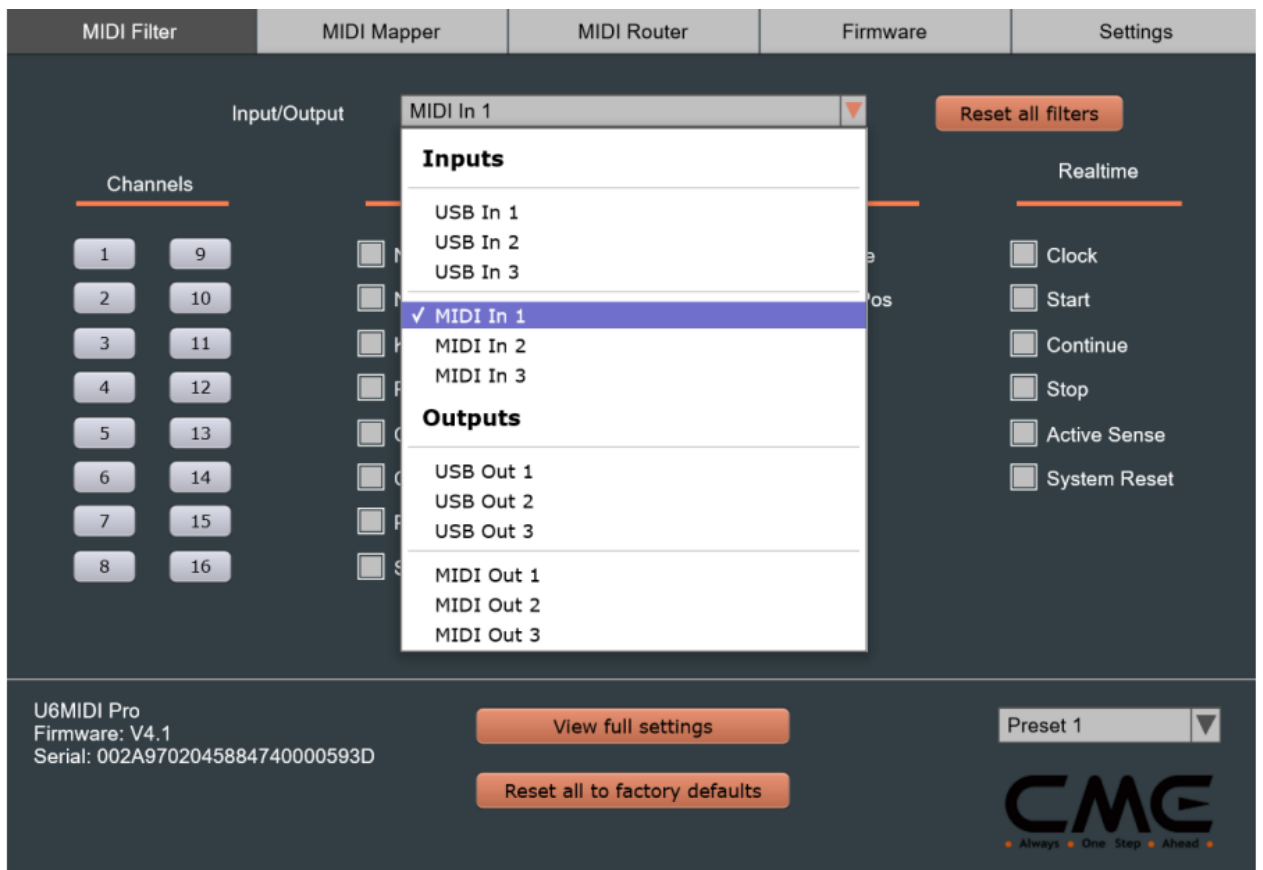 MIDI Filter MIDI Mapper MIDI Router Firmware Settings
Input/Output MIDI In 1 Reset all filters
Inputs
USB In 1
USB In 2
USB In 3
✓ MIDI In 1
MIDI In 2
MIDI In 3
Outputs
USB Out 1
USB Out 2
USB Out 3
MIDI Out 1
MIDI Out 2
MIDI Out 3
Channels
1 9
2 10
3 11
4 12
5 13
6 14
7 15
8 16
Realtime
Clock
Start
Continue
Stop
Active Sense
System Reset
U6MIDI Pro
Firmware: V4.1
Serial: 002A9702045884740000593D
View full settings
Reset all to factory defaults
Preset 1
CME
Always One Step Ahead